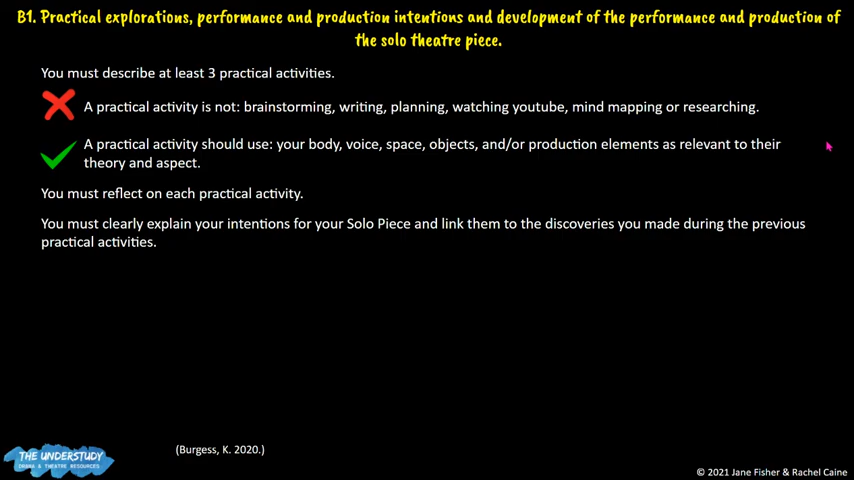 B1. Practical explorations, performance and production intentions and development of the performance and production of
the solo theatre piece.
You must describe at least 3 practical activities.
A practical activity is not: brainstorming, writing, planning, watching youtube, mind mapping or researching.
A practical activity should use: your body, voice, space, objects, and/or production elements as relevant to their
theory and aspect.
You must reflect on each practical activity.
You must clearly explain your intentions for your Solo Piece and link them to the discoveries you made during the previous
practical activities.
(Burgess, K. 2020.)
THE UNDERSTUDY
DRAMA & THEATRE RESOURCES
© 2021 Jane Fisher & Rachel Caine